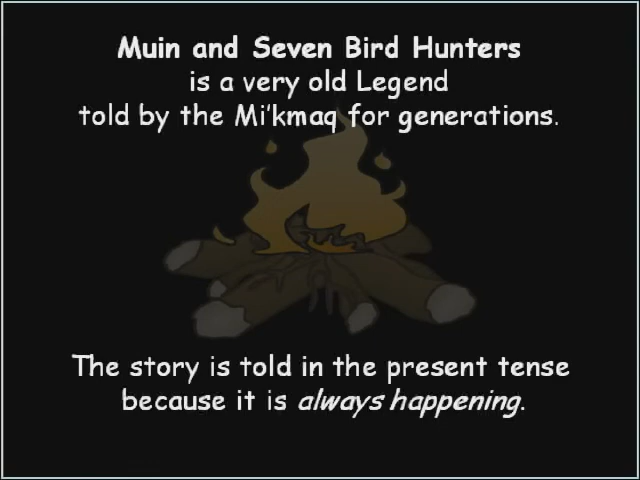 Muin and Seven Bird Hunters
is a very old Legend
told by the Mi'kmaq for generations.
The story is told in the present tense
because it is always happening.